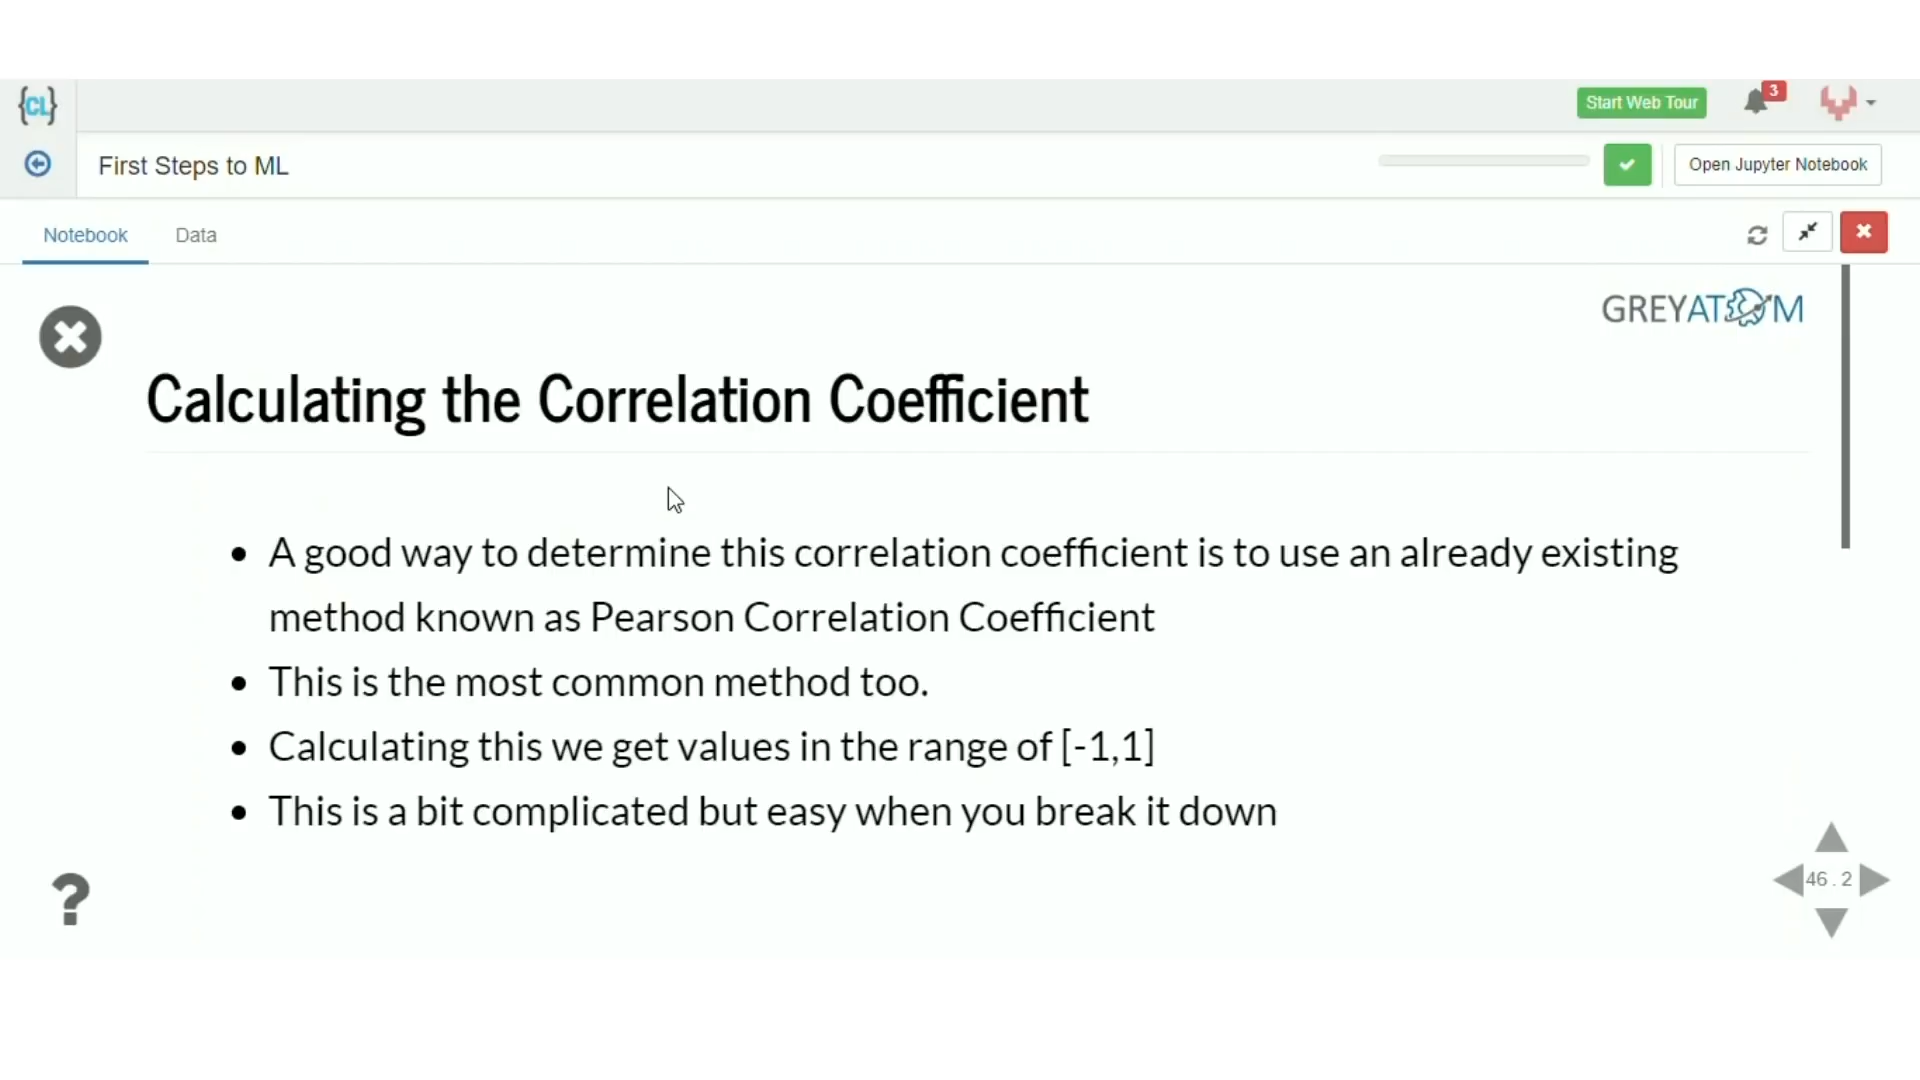 {CL}
Start Web Tour
3
First Steps to ML
Open Jupyter Notebook
Notebook
Data
GREYATOM
Calculating the Correlation Coefficient
• A good way to determine this correlation coefficient is to use an already existing
method known as Pearson Correlation Coefficient
• This is the most common method too.
• Calculating this we get values in the range of [-1,1]
• This is a bit complicated but easy when you break it down
?
46.2